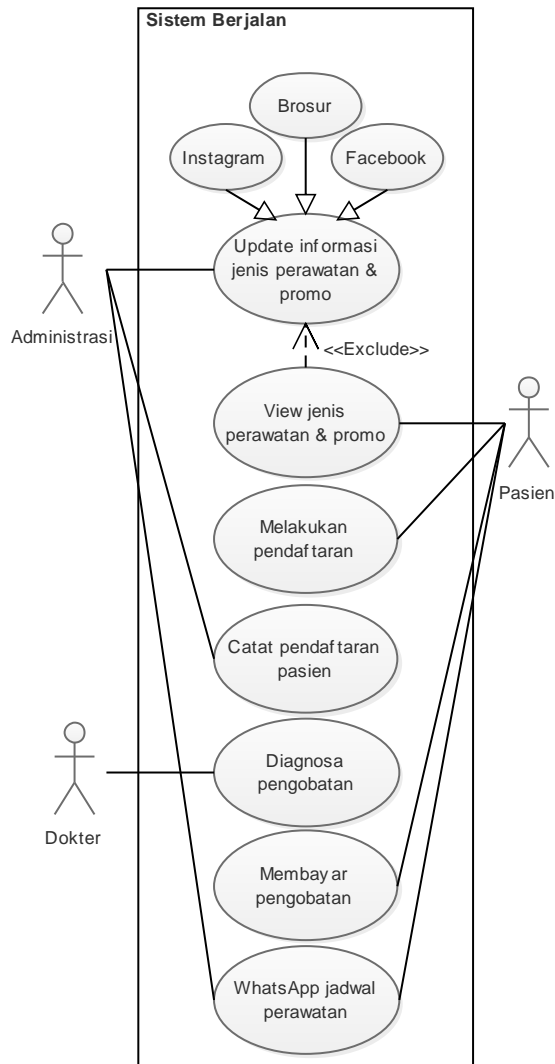 Sistem Berjalan
Brosur
Instagram
Facebook
Update informasi
jenis perawatan &
promo
Administrasi
<<Exclude>>
View jenis
perawatan & promo
Pasien
Melakukan
pendaftaran
Catat pendaftaran
pasien
Diagnosa
pengobatan
Dokter
Membayar
pengobatan
WhatsApp jadwal
perawatan